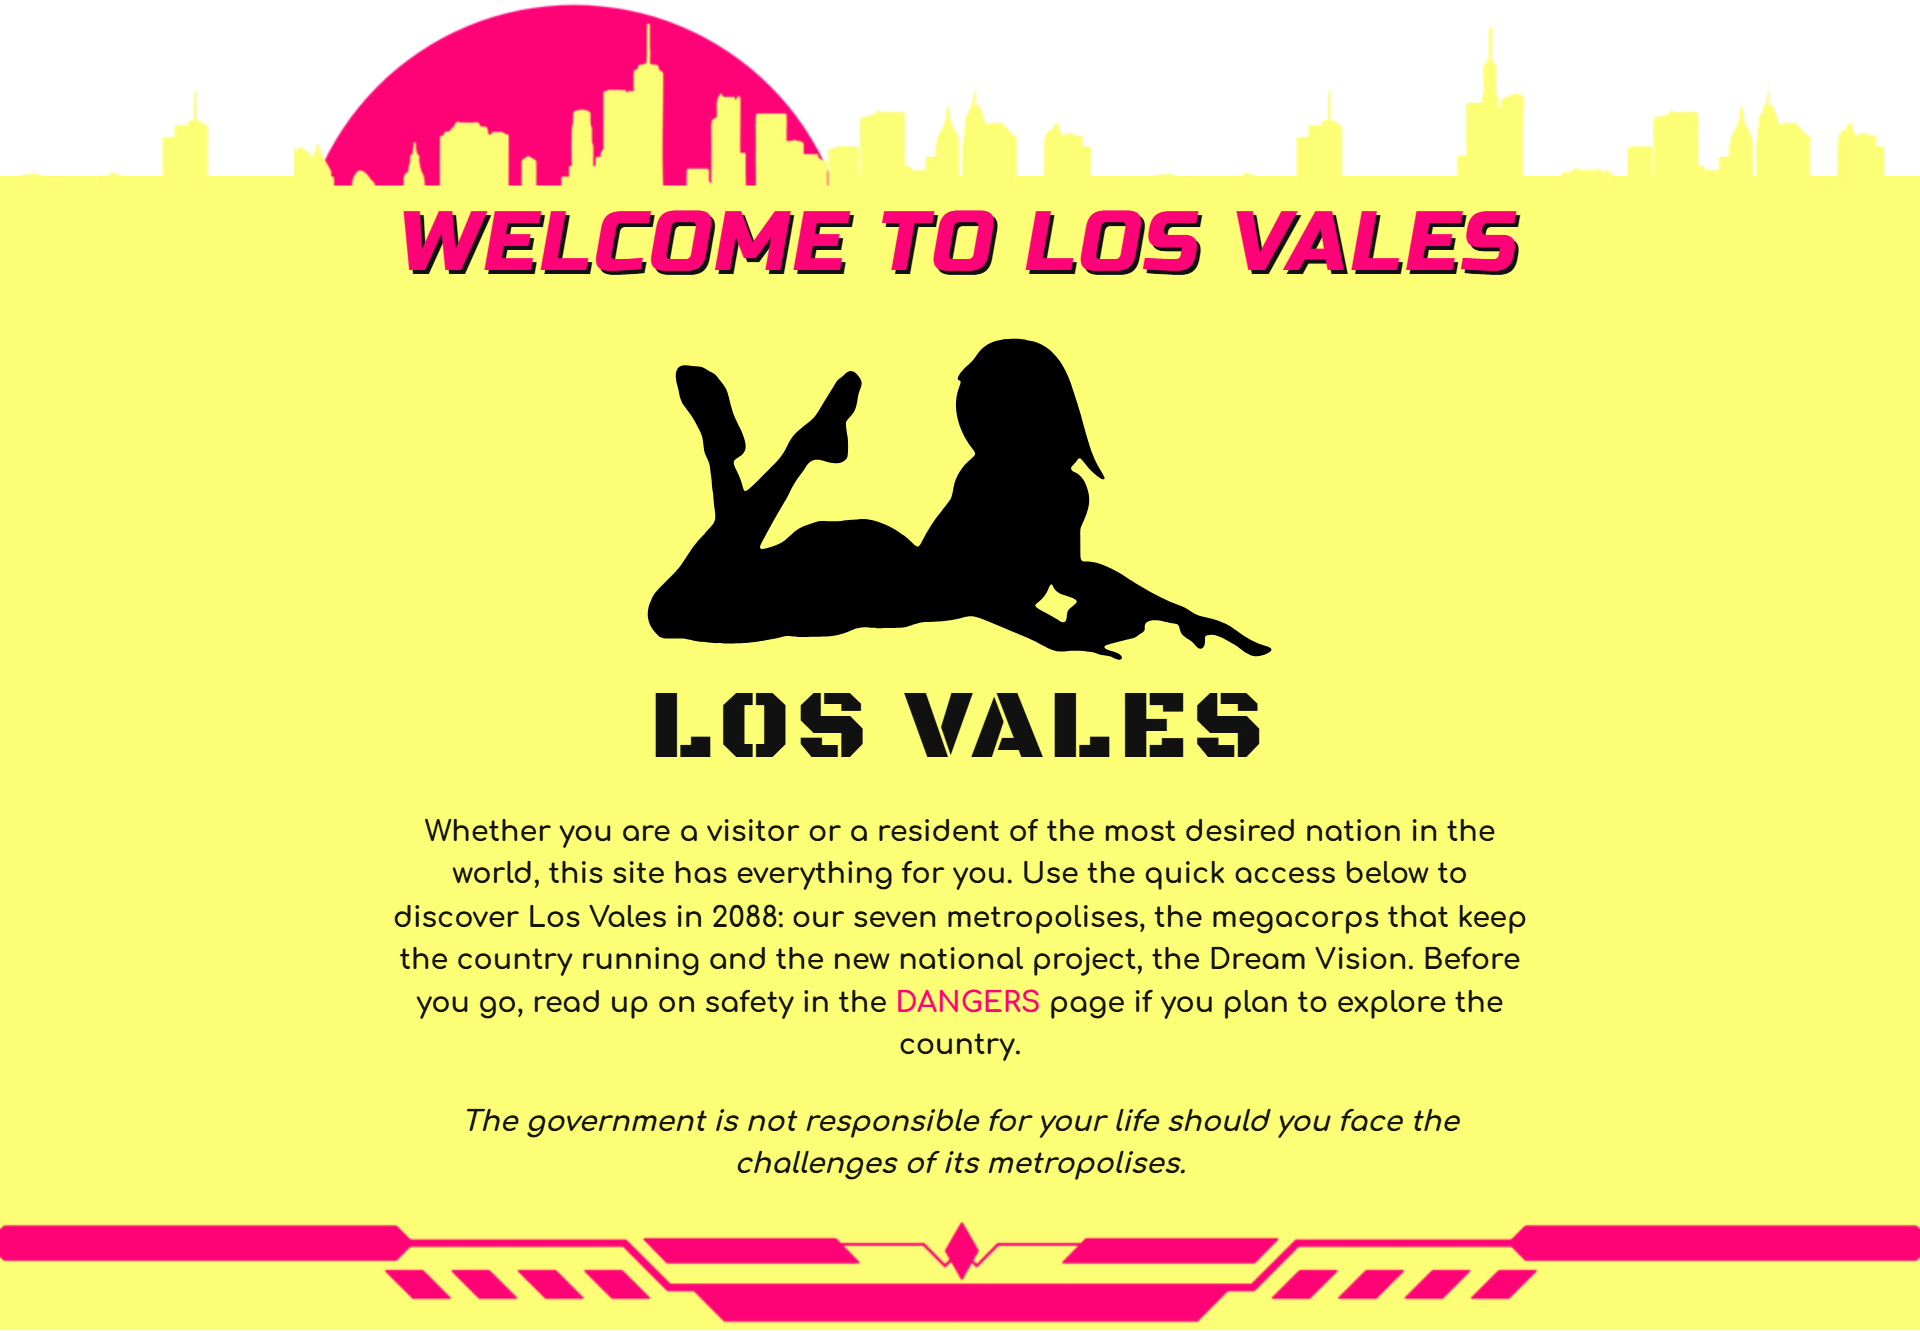 WELCOME TO LOS VALES
LOS VALES
Whether you are a visitor or a resident of the most desired nation in the
world, this site has everything for you. Use the quick access below to
discover Los Vales in 2088: our seven metropolises, the megacorps that keep
the country running and the new national project, the Dream Vision. Before
you go, read up on safety in the DANGERS page if you plan to explore the
country.
The government is not responsible for your life should you face the
challenges of its metropolises.